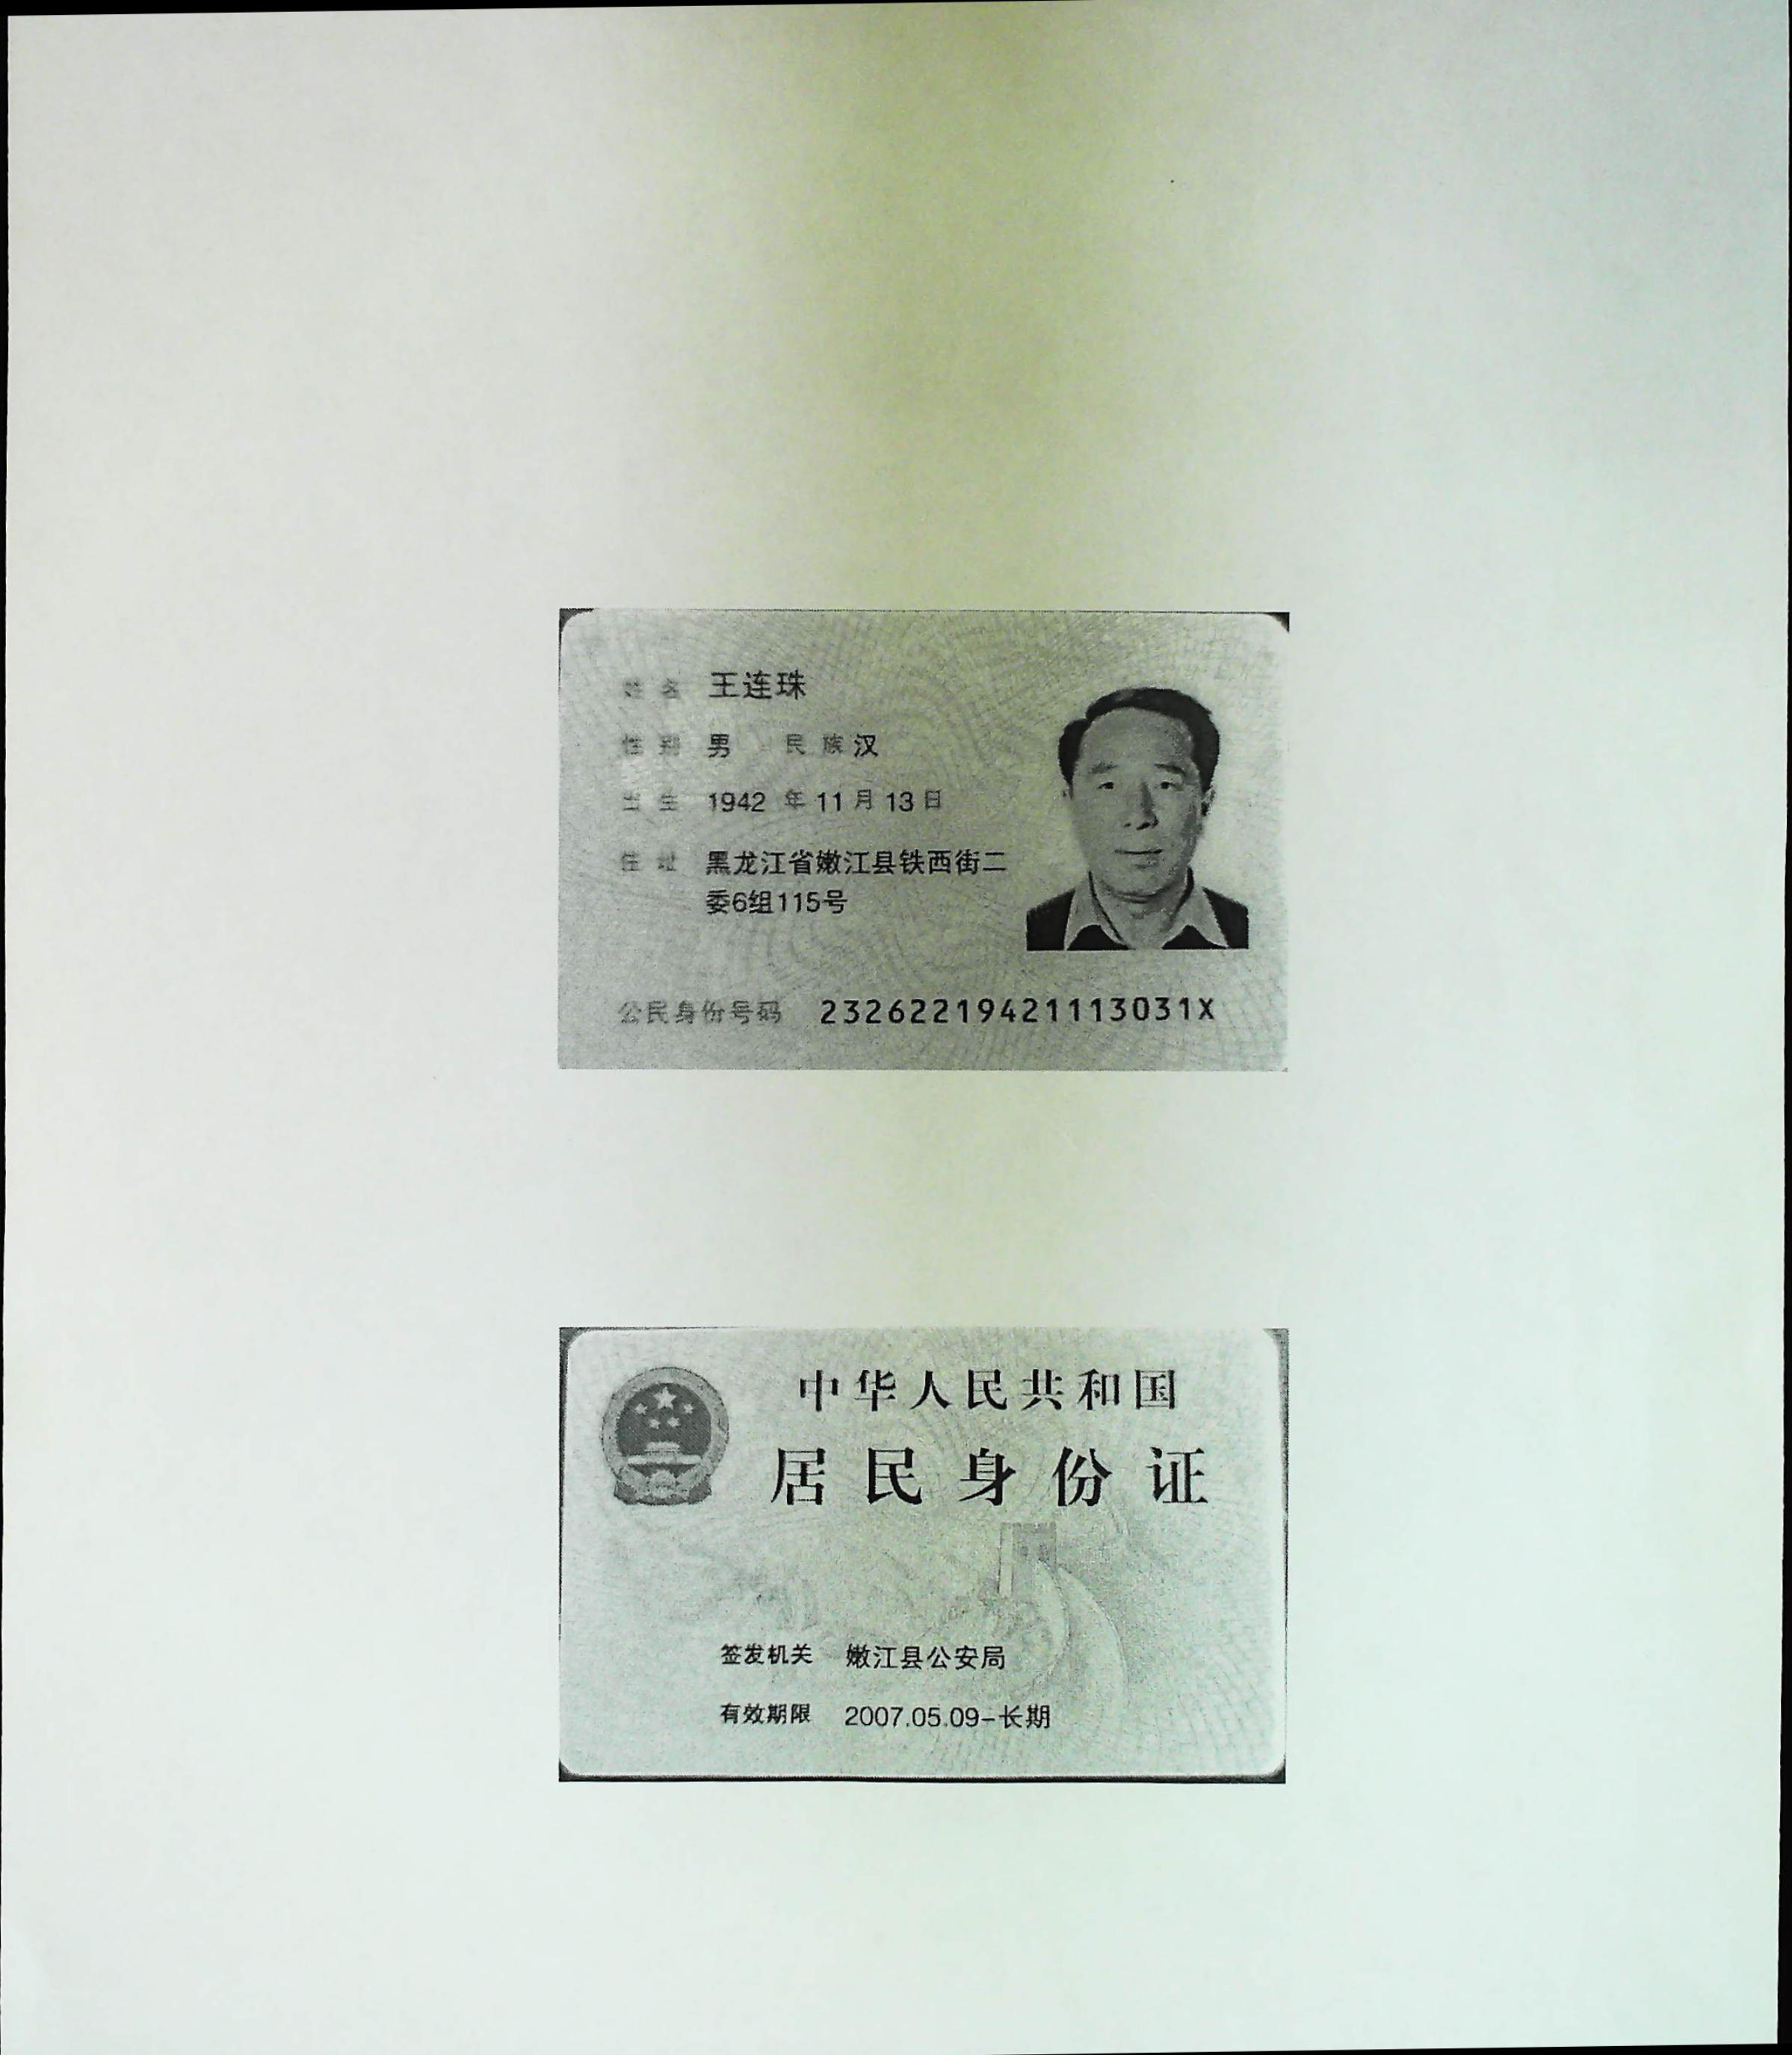 姓名 王连珠
性别 男 民族 汉
出生 1942 年 11 月 13 日
住址 黑龙江省嫩江县铁西街二
委6组115号
公民身份号码 23262219421113031X
中华人民共和国
居民身份证
签发机关 嫩江县公安局
有效期限 2007.05.09-长期